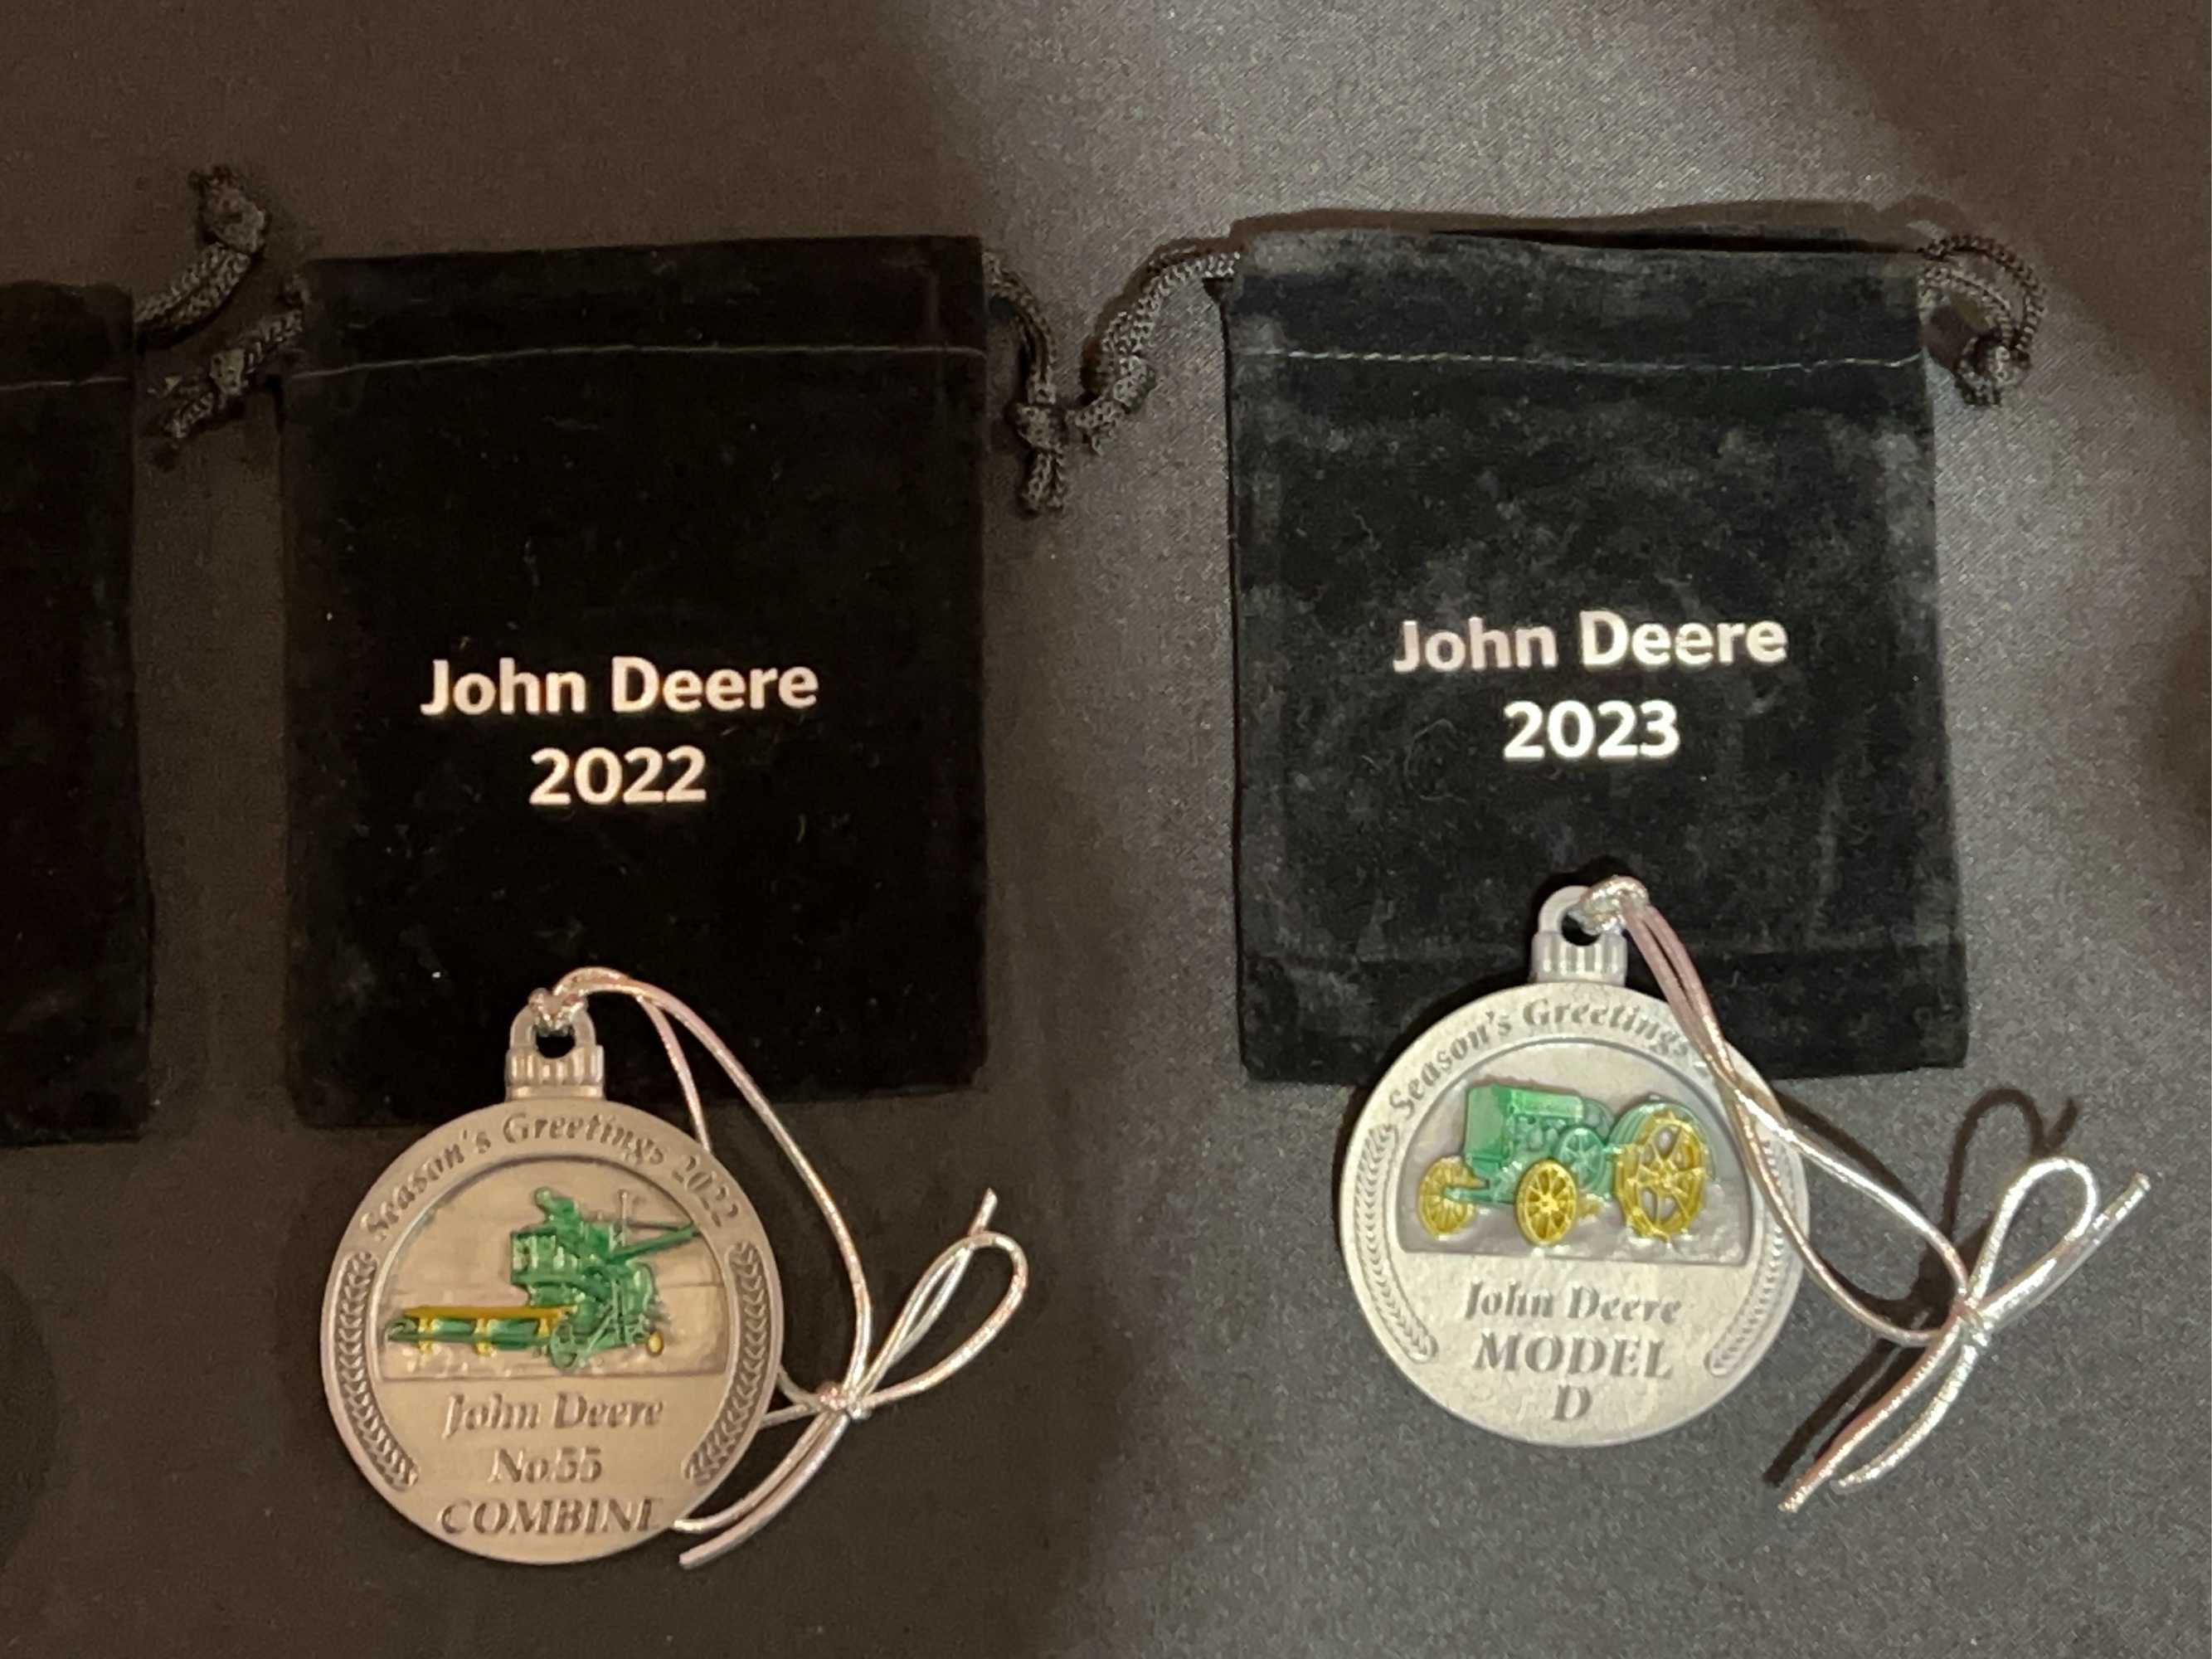 John Deere
2022
Season's Greetings 2022
John Deere
No.55
COMBINE
John Deere
2023
Season's Greetings
John Deere
MODEL
D